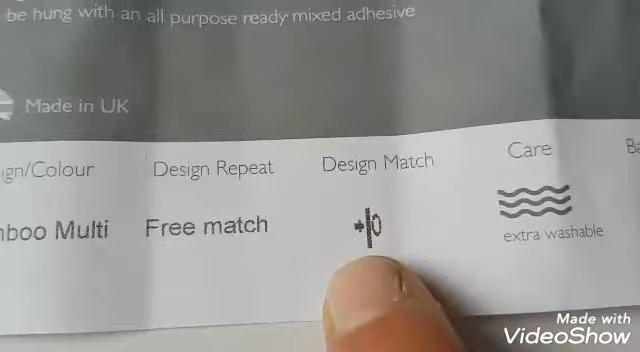 be hung with an all purpose ready mixed adhesive
Made in UK
Design Repeat
Design Match
Care
Free match
Multi
extra washable
Made with
VideoShow